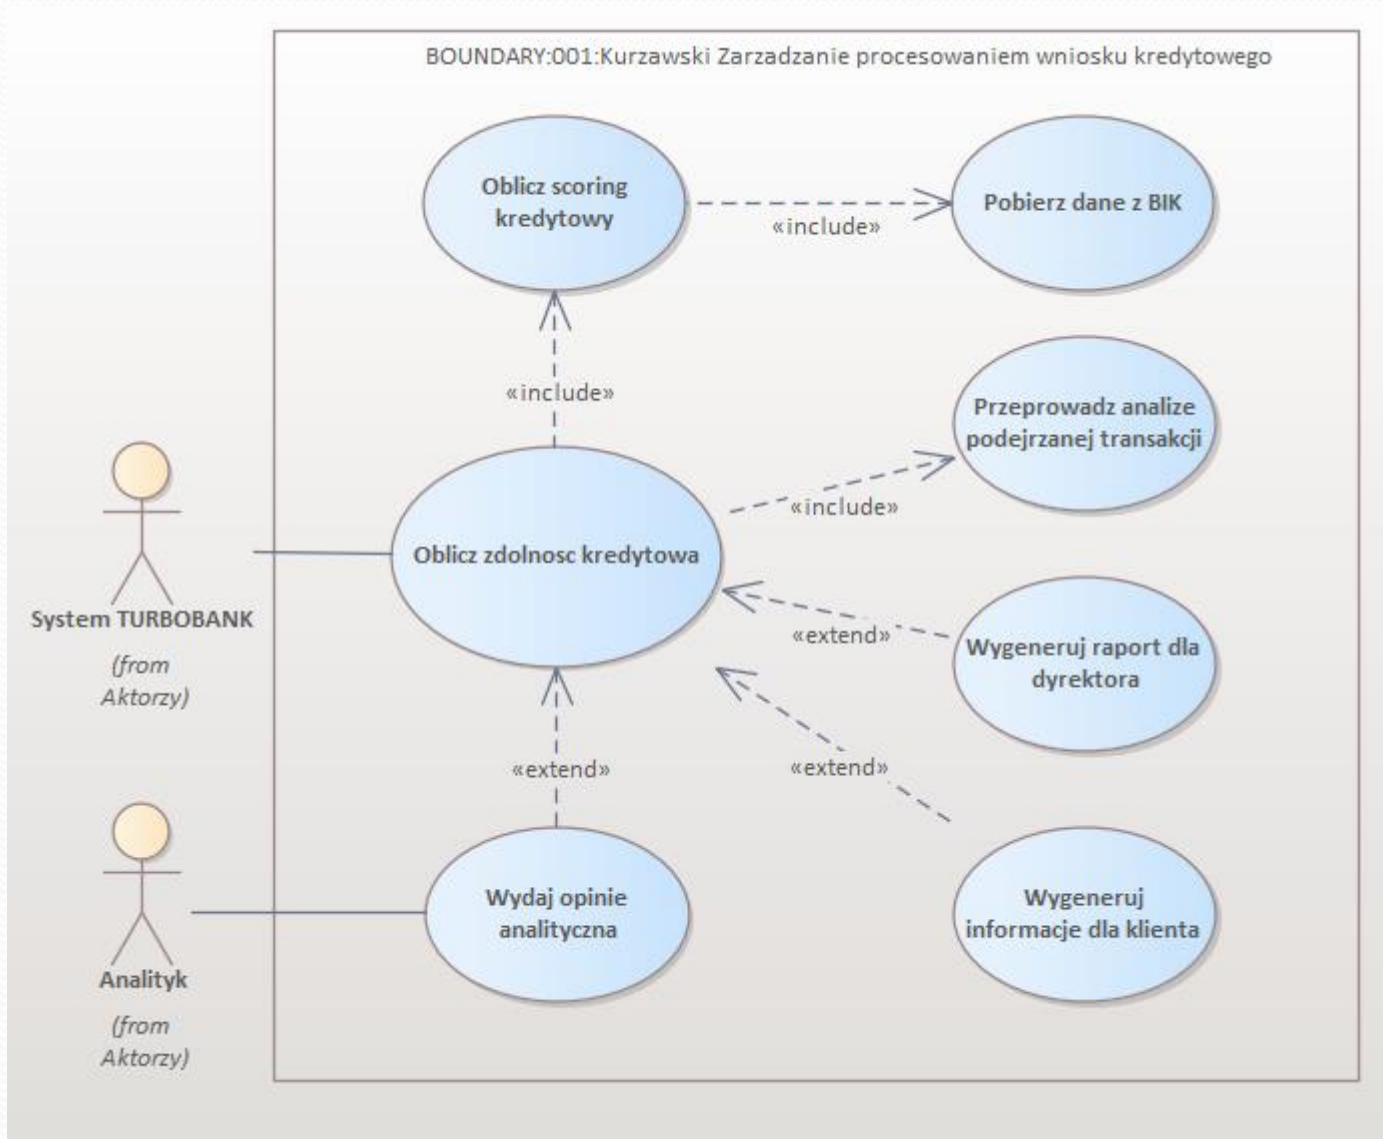 BOUNDARY:001:Kurzawski Zarzadzanie procesowaniem wniosku kredytowego
Oblicz scoring
kredytowy
«include»
Pobierz dane z BIK
«include»
Przeprowadz analize
podejrzanej transakcji
«include»
Oblicz zdolnosc kredytowa
System TURBOBANK
(from
Aktorzy)
«extend»
Wygeneruj raport dla
dyrektora
«extend»
«extend»
Wydaj opinie
analityczna
Wygeneruj
informacje dla klienta
Analityk
(from
Aktorzy)